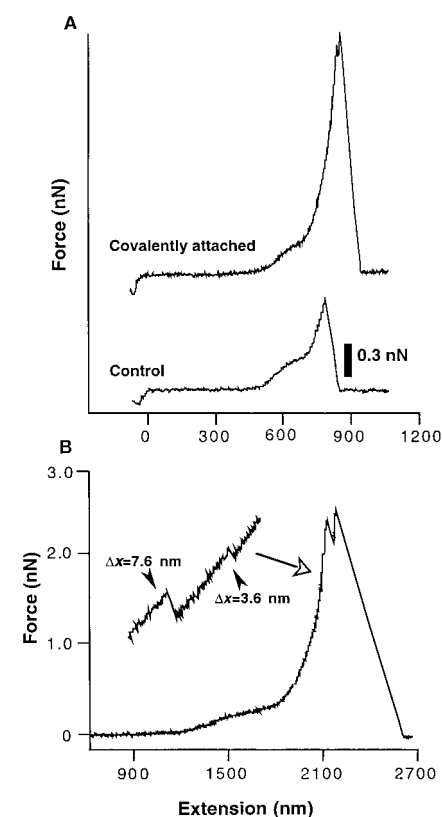 A
Force (nN)
Covalently attached
Control
0.3 nN
0 300 600 900 1200
B
Force (nN)
3.0
2.0
1.0
0
Δx=7.6 nm
Δx=3.6 nm
900 1500 2100 2700
Extension (nm)